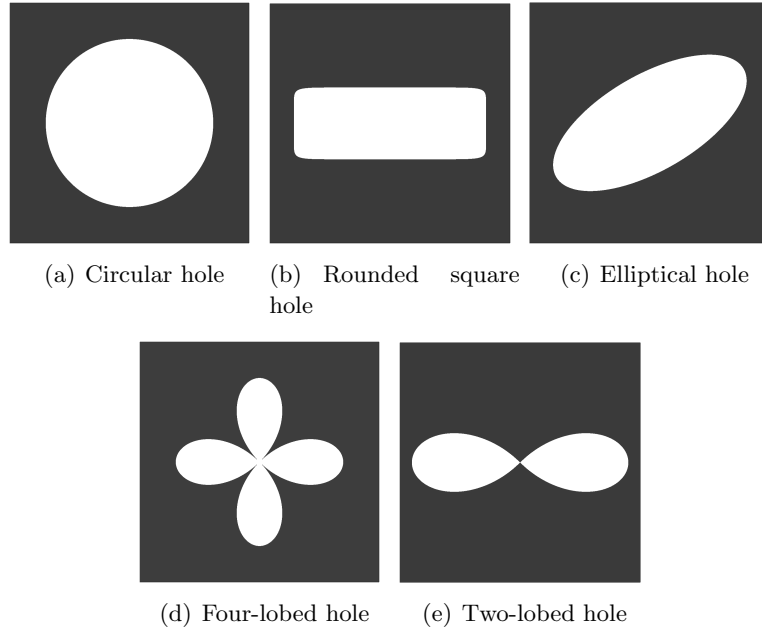 (a) Circular hole
(b) Rounded square
hole
(c) Elliptical hole
(d) Four-lobed hole
(e) Two-lobed hole